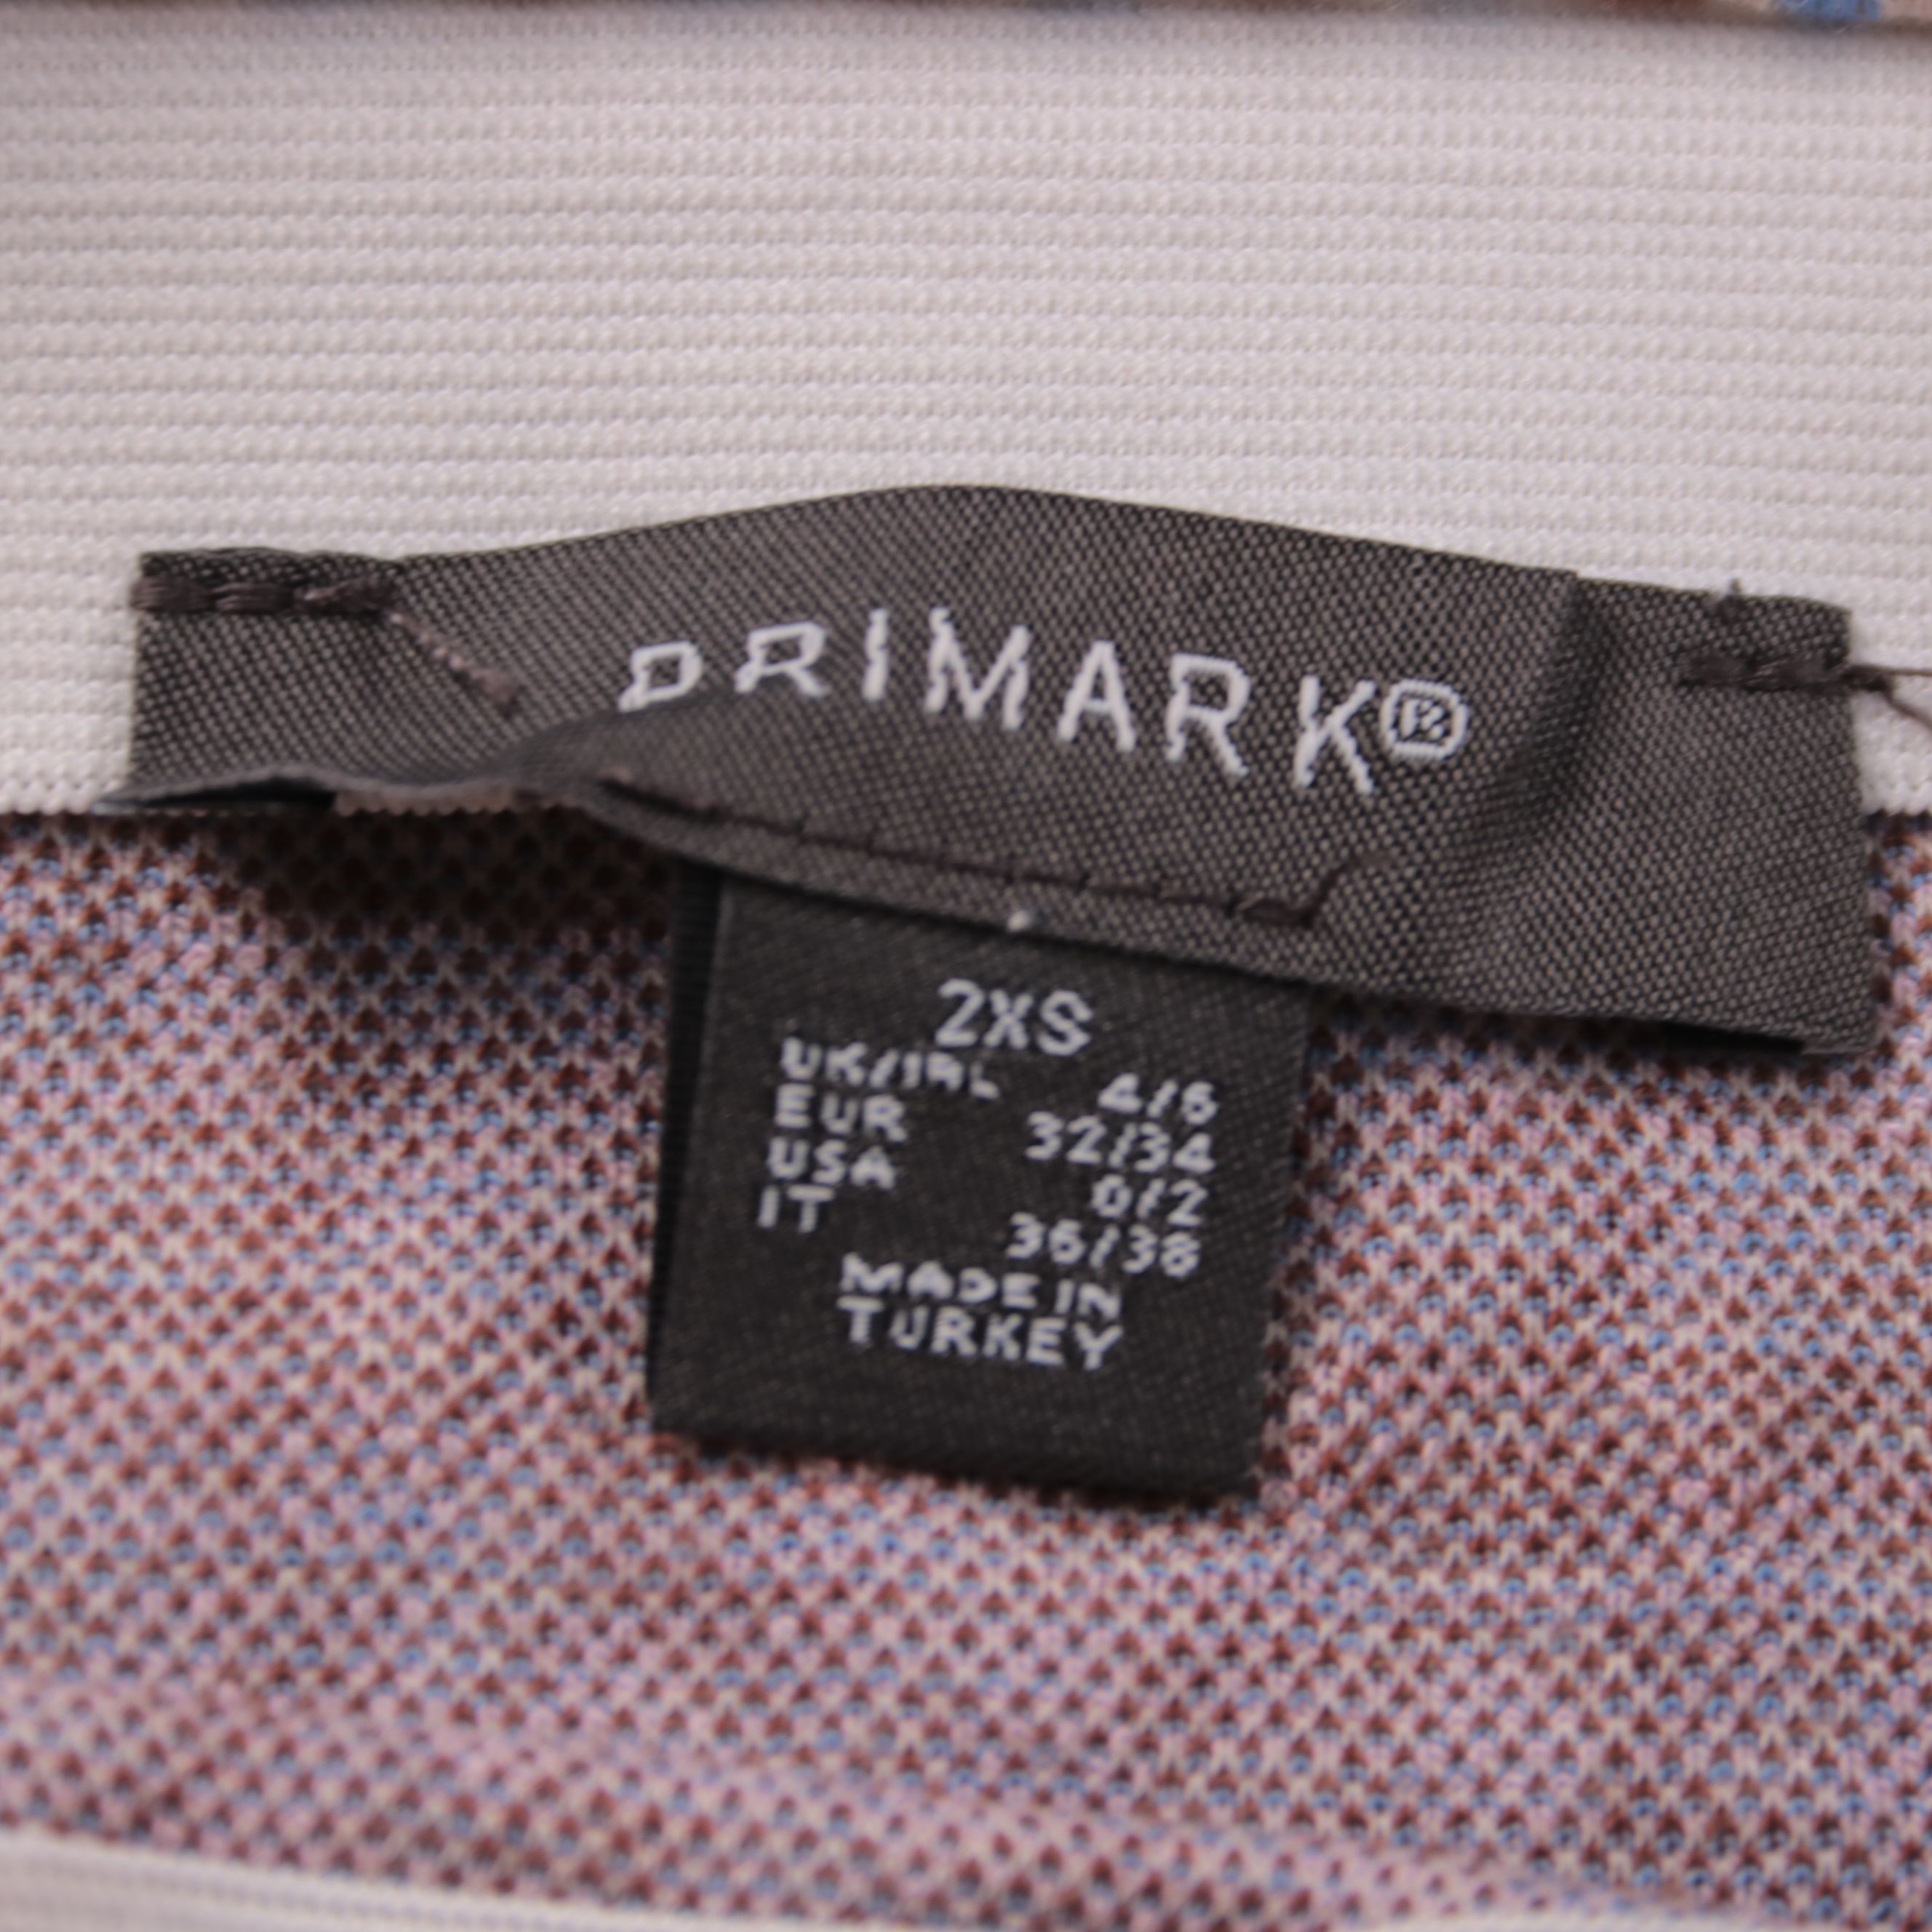 PRIMARK®
2XS
UK/IRL 4/6
EUR 32/34
USA 0/2
IT 36/38
MADE IN
TURKEY